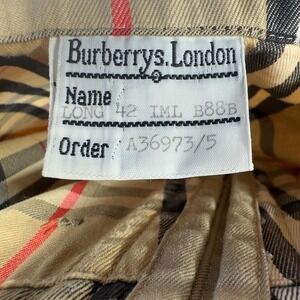 Burberrys. London
Name
LONG 42 IML B88B
Order A36973/5